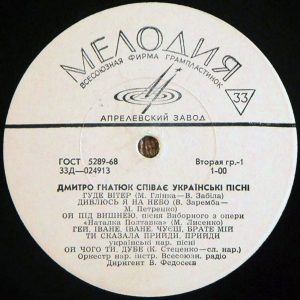 МЕЛОДИЯ
ВСЕСОЮЗНАЯ ФИРМА ГРАМПЛАСТИНОК
33
АПРЕЛЕВСКИЙ ЗАВОД
ГОСТ 5289-68
Вторая гр.-1
33Д—024913
1-00
ДМИТРО ГНАТЮК СПІВАЄ УКРАЇНСЬКІ ПІСНІ
ГУДЕ ВІТЕР (М. Глінка—В. Забіла)
ДИВЛЮСЬ Я НА НЕБО (В. Заремба—
М. Петренко)
ОЙ ПІД ВИШНЕЮ, пісня Виборного з опери
«Наталка Полтавка» (М. Лисенко)
ГЕЙ, ІВАНЕ, ІВАНЕ, ЧУЄШ, БРАТЕ МІЙ
ТИ СКАЗАЛА ПРИЙДИ, ПРИЙДИ
українські нар. пісні
ОЙ ЧОГО ТИ, ДУБЕ (К. Стеценко—сл. нар.)
Оркестр нар. інстр. Всесоюзн. радіо
Диригент В. Федосєєв